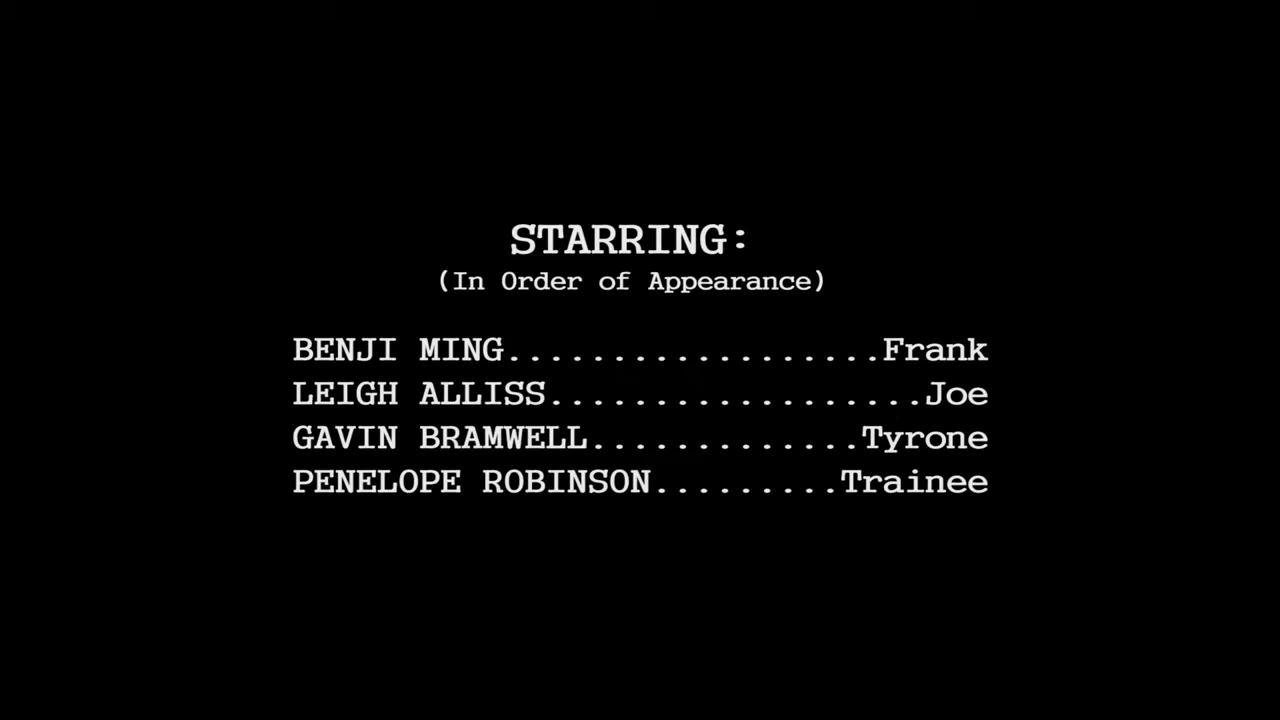 STARRING:
(In Order of Appearance)
BENJI MING..................Frank
LEIGH ALLISS..................Joe
GAVIN BRAMWELL.............Tyrone
PENELOPE ROBINSON.........Trainee